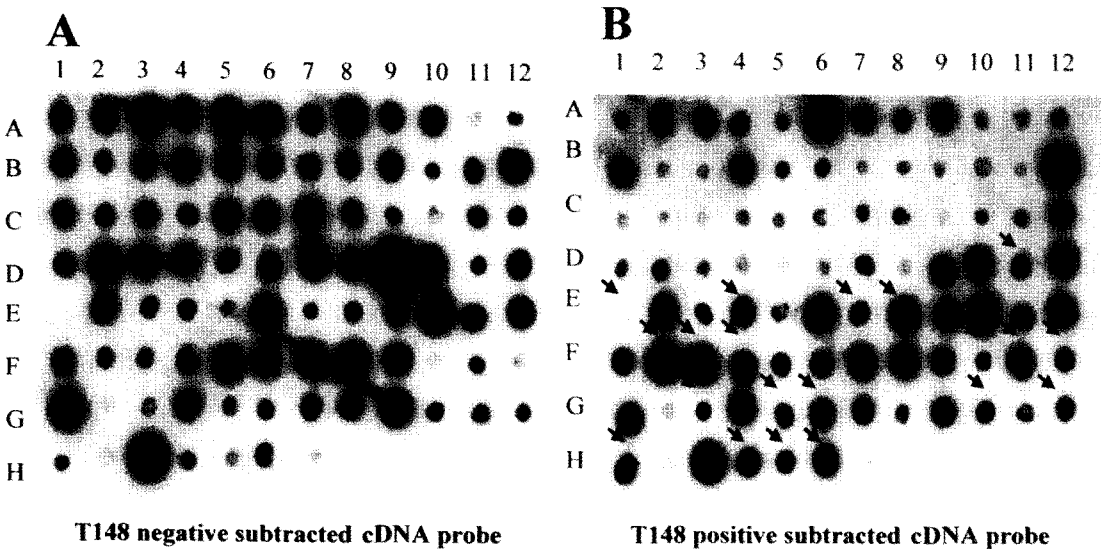 A
B
1 2 3 4 5 6 7 8 9 10 11 12
1 2 3 4 5 6 7 8 9 10 11 12
A
B
C
D
E
F
G
H
A
B
C
D
E
F
G
H
T148 negative subtracted cDNA probe
T148 positive subtracted cDNA probe